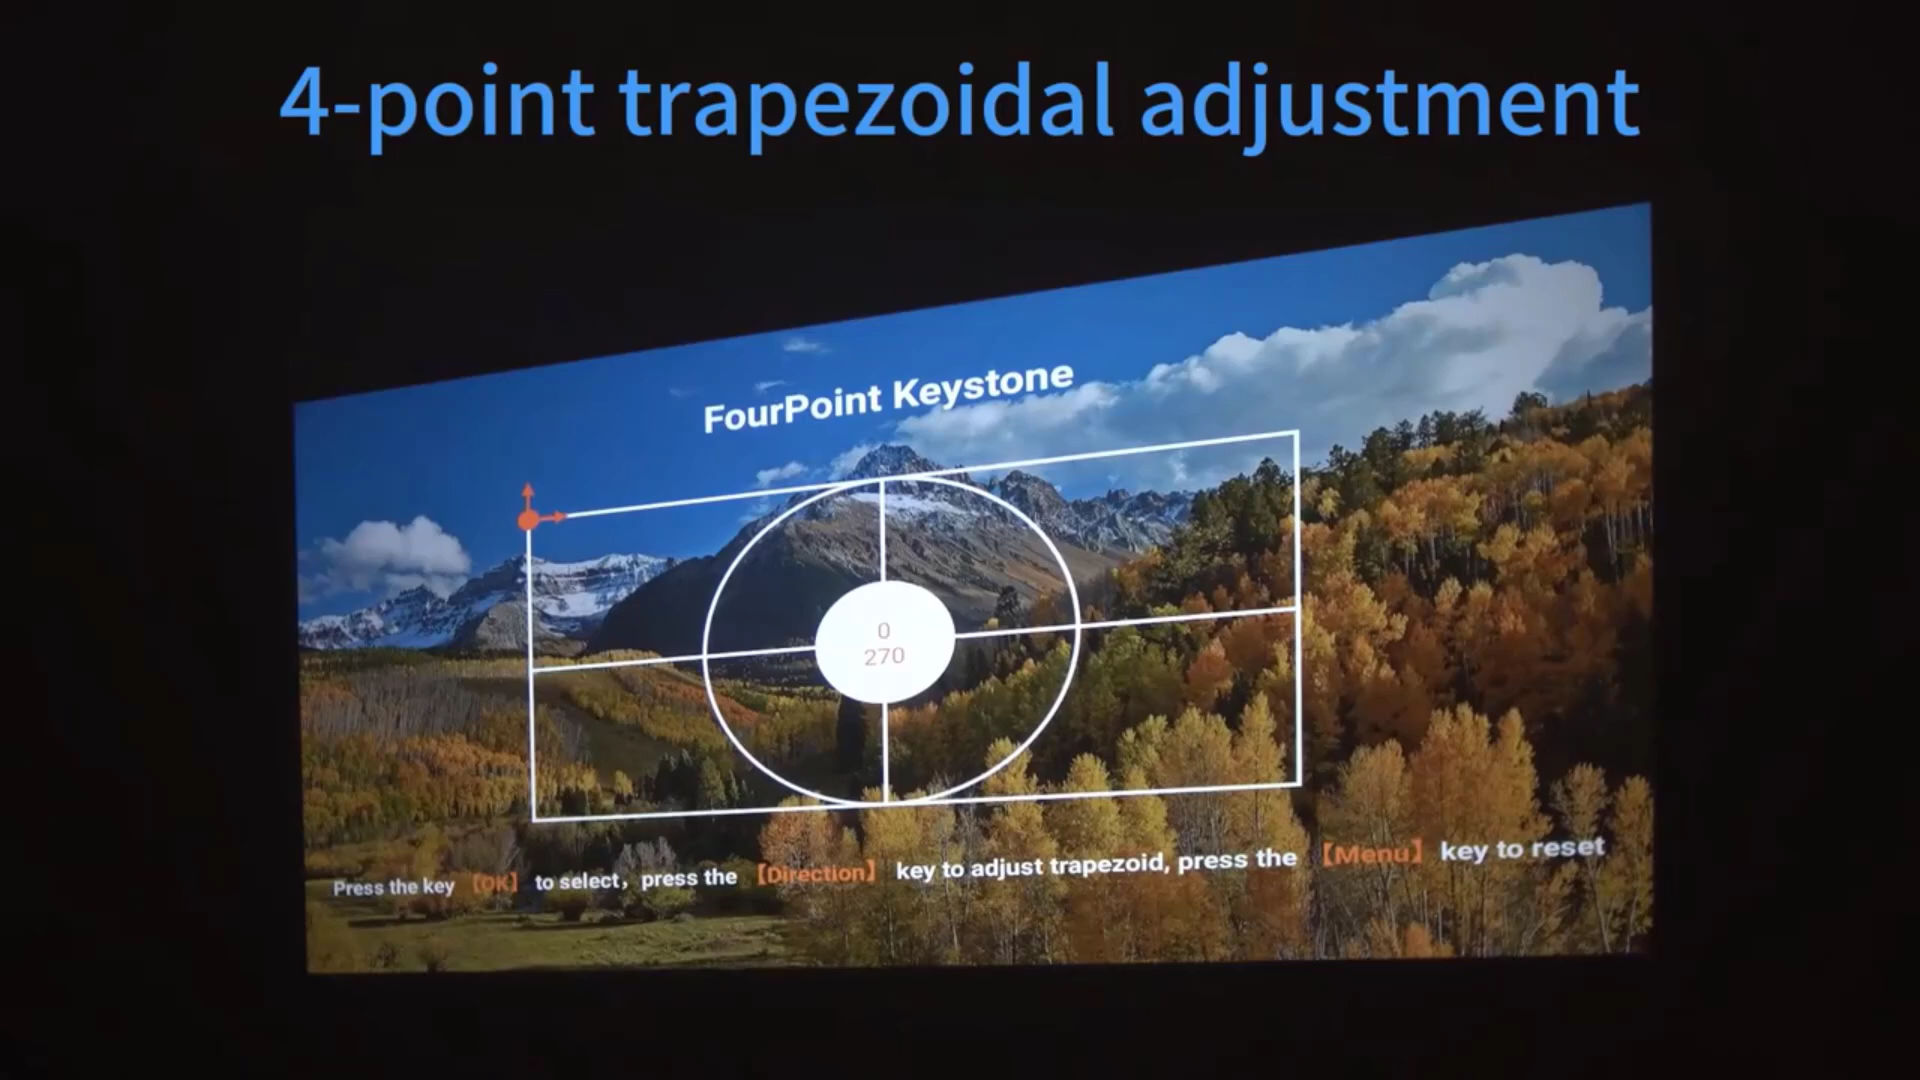 4-point trapezoidal adjustment
FourPoint Keystone
0
270
Press the key 【OK】 to select，press the 【Direction】 key to adjust trapezoid, press the 【Menu】 key to reset